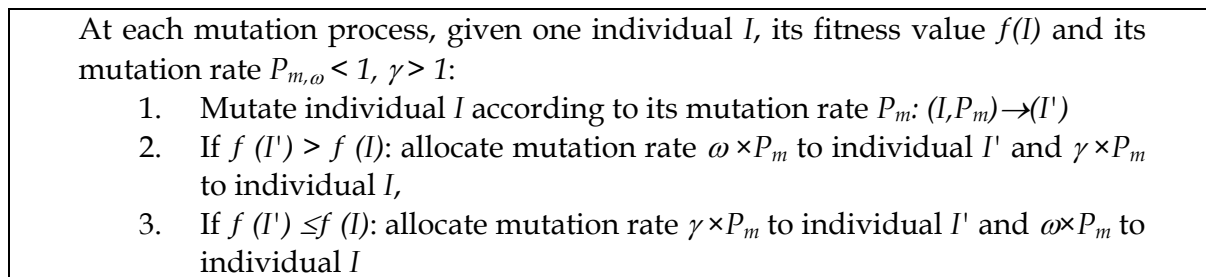 At each mutation process, given one individual I, its fitness value f(I) and its
mutation rate Pm,ω < 1, γ > 1:
1. Mutate individual I according to its mutation rate Pm: (I,Pm)→(I')
2. If f (I') > f (I): allocate mutation rate ω ×Pm to individual I' and γ ×Pm
to individual I,
3. If f (I') ≤f (I): allocate mutation rate γ ×Pm to individual I' and ω×Pm to
individual I